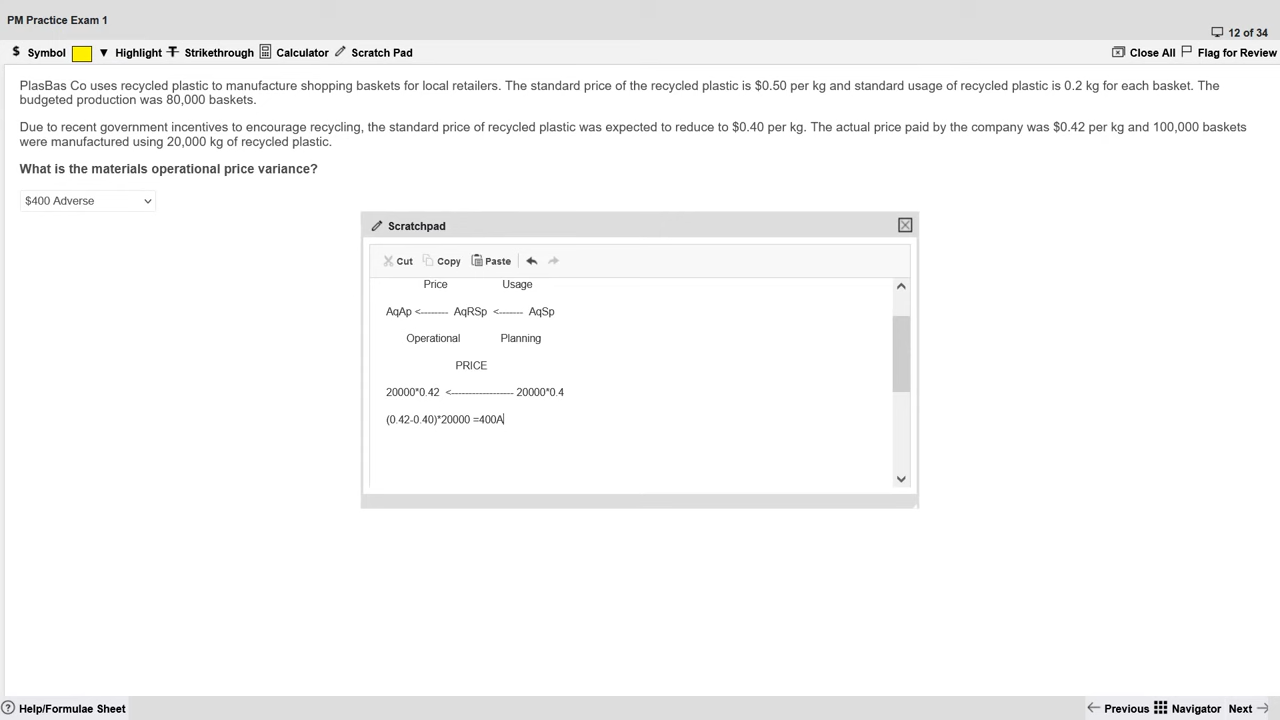 PM Practice Exam 1
12 of 34
$ Symbol Highlight Strikethrough Calculator Scratch Pad Close All Flag for Review
PlasBas Co uses recycled plastic to manufacture shopping baskets for local retailers. The standard price of the recycled plastic is $0.50 per kg and standard usage of recycled plastic is 0.2 kg for each basket. The
budgeted production was 80,000 baskets.
Due to recent government incentives to encourage recycling, the standard price of recycled plastic was expected to reduce to $0.40 per kg. The actual price paid by the company was $0.42 per kg and 100,000 baskets
were manufactured using 20,000 kg of recycled plastic.
What is the materials operational price variance?
$400 Adverse
Scratchpad
Cut Copy Paste
Price Usage
AqAp <-------- AqRSp <------- AqSp
Operational Planning
PRICE
20000*0.42 <------------------ 20000*0.4
(0.42-0.40)*20000 =400A
? Help/Formulae Sheet Previous Navigator Next